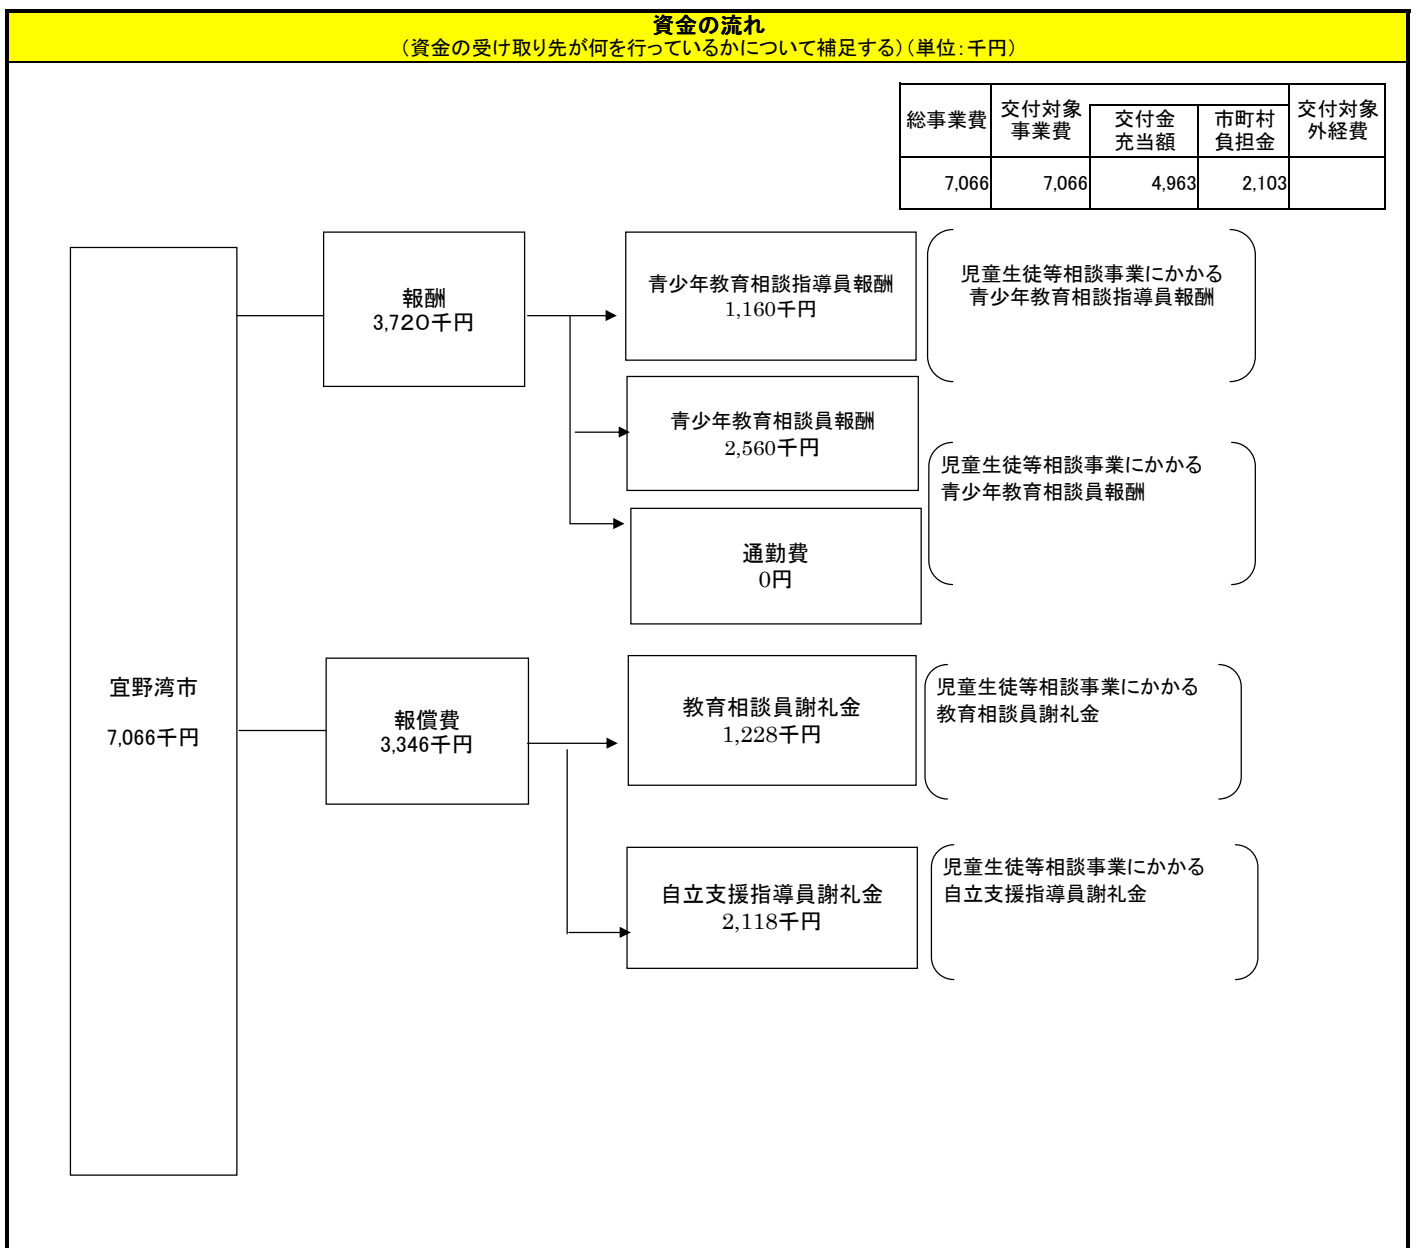 資金の流れ
（資金の受け取り先が何を行っているかについて補足する）（単位：千円）
総事業費
交付対象
事業費
交付金
充当額
市町村
負担金
交付対象
外経費
7,066
7,066
4,963
2,103
報酬
3,720千円
青少年教育相談指導員報酬
1,160千円
児童生徒等相談事業にかかる
青少年教育相談指導員報酬
青少年教育相談員報酬
2,560千円
児童生徒等相談事業にかかる
青少年教育相談員報酬
通勤費
0円
宜野湾市
7,066千円
報償費
3,346千円
教育相談員謝礼金
1,228千円
児童生徒等相談事業にかかる
教育相談員謝礼金
自立支援指導員謝礼金
2,118千円
児童生徒等相談事業にかかる
自立支援指導員謝礼金